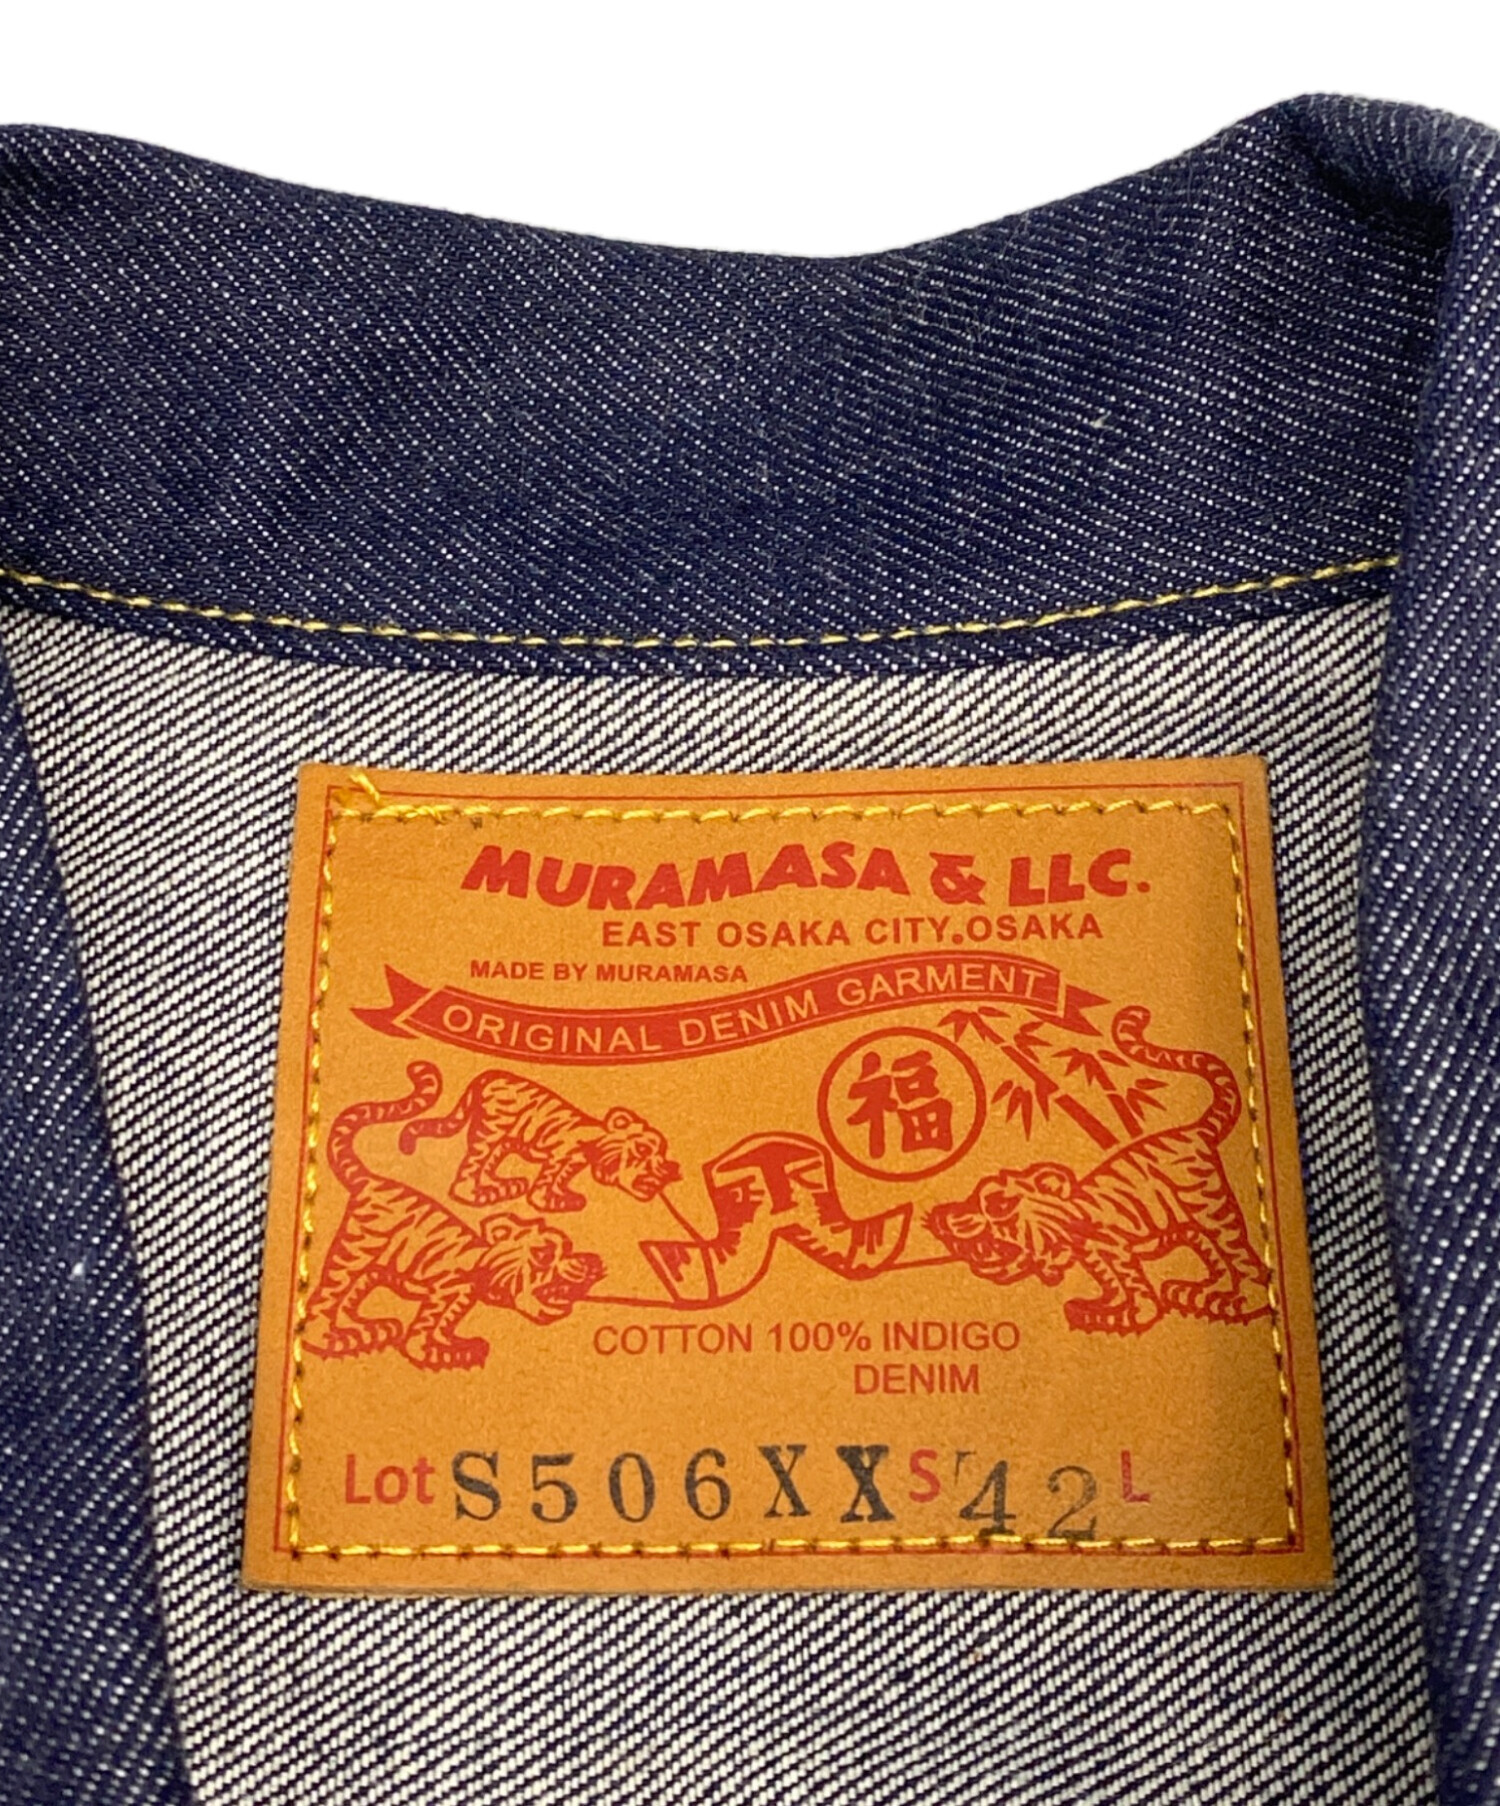 MURAMASA & LLC.
EAST OSAKA CITY.OSAKA
MADE BY MURAMASA
ORIGINAL DENIM GARMENT
福
COTTON 100% INDIGO
DENIM
Lot S506XX S 42 L